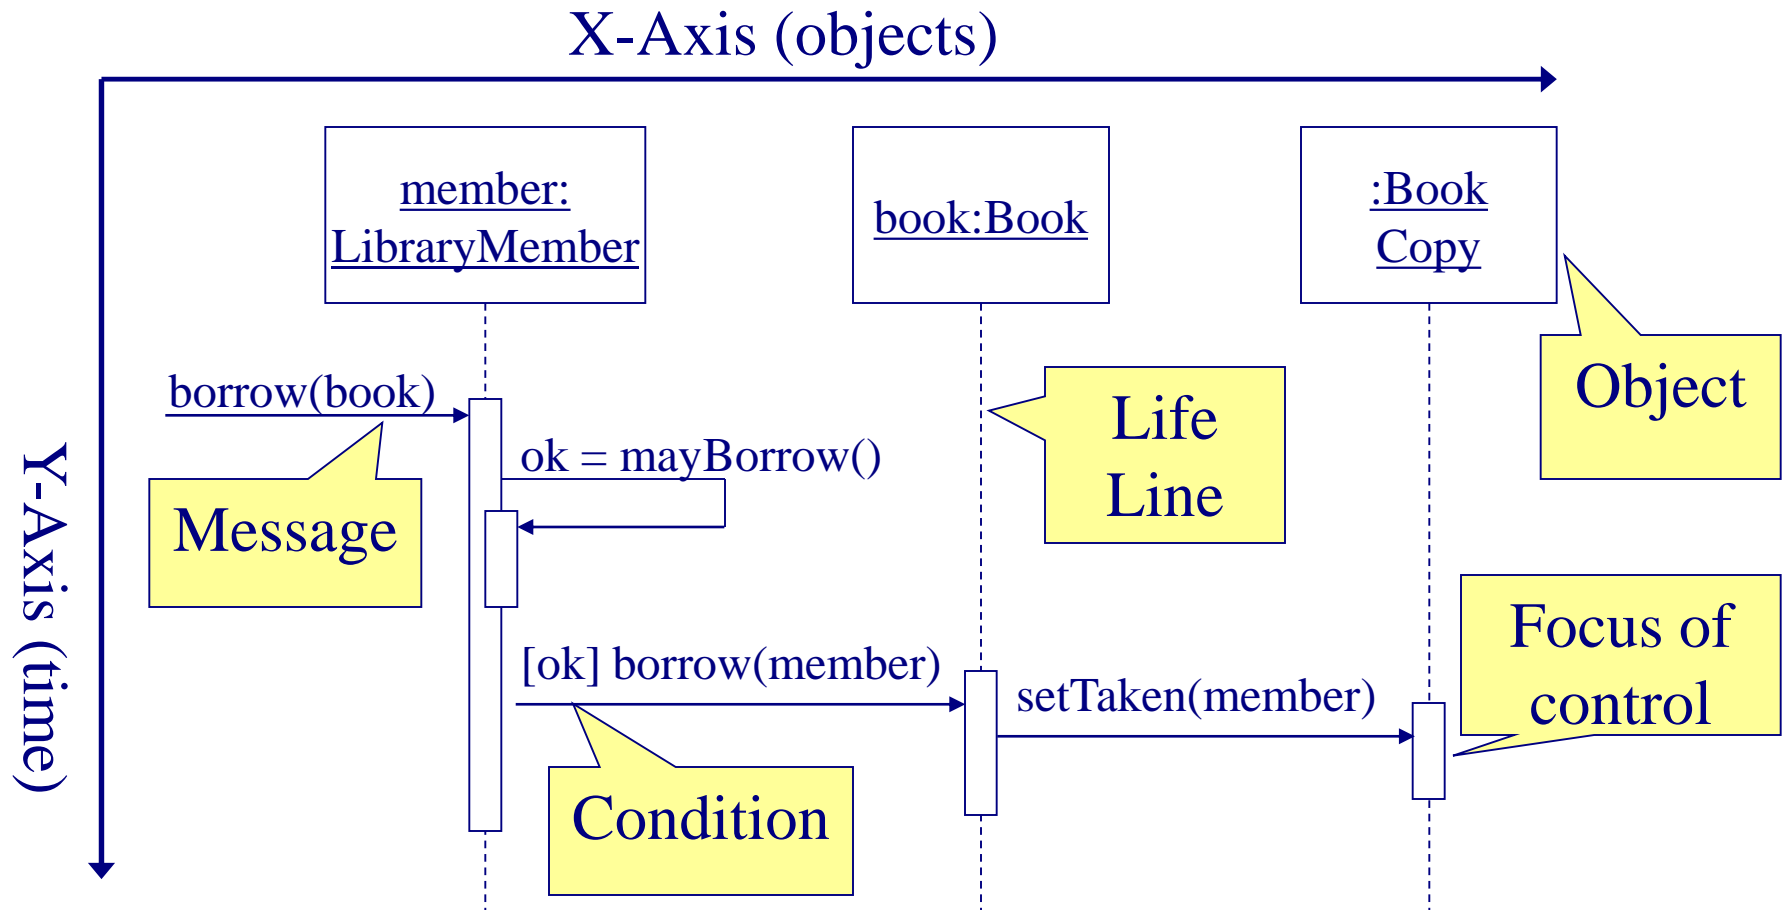 X-Axis (objects)
member:
LibraryMember
book:Book
:Book
Copy
Object
borrow(book)
Life
Line
ok = mayBorrow()
Message
Y-Axis (time)
Focus of
control
[ok] borrow(member)
setTaken(member)
Condition